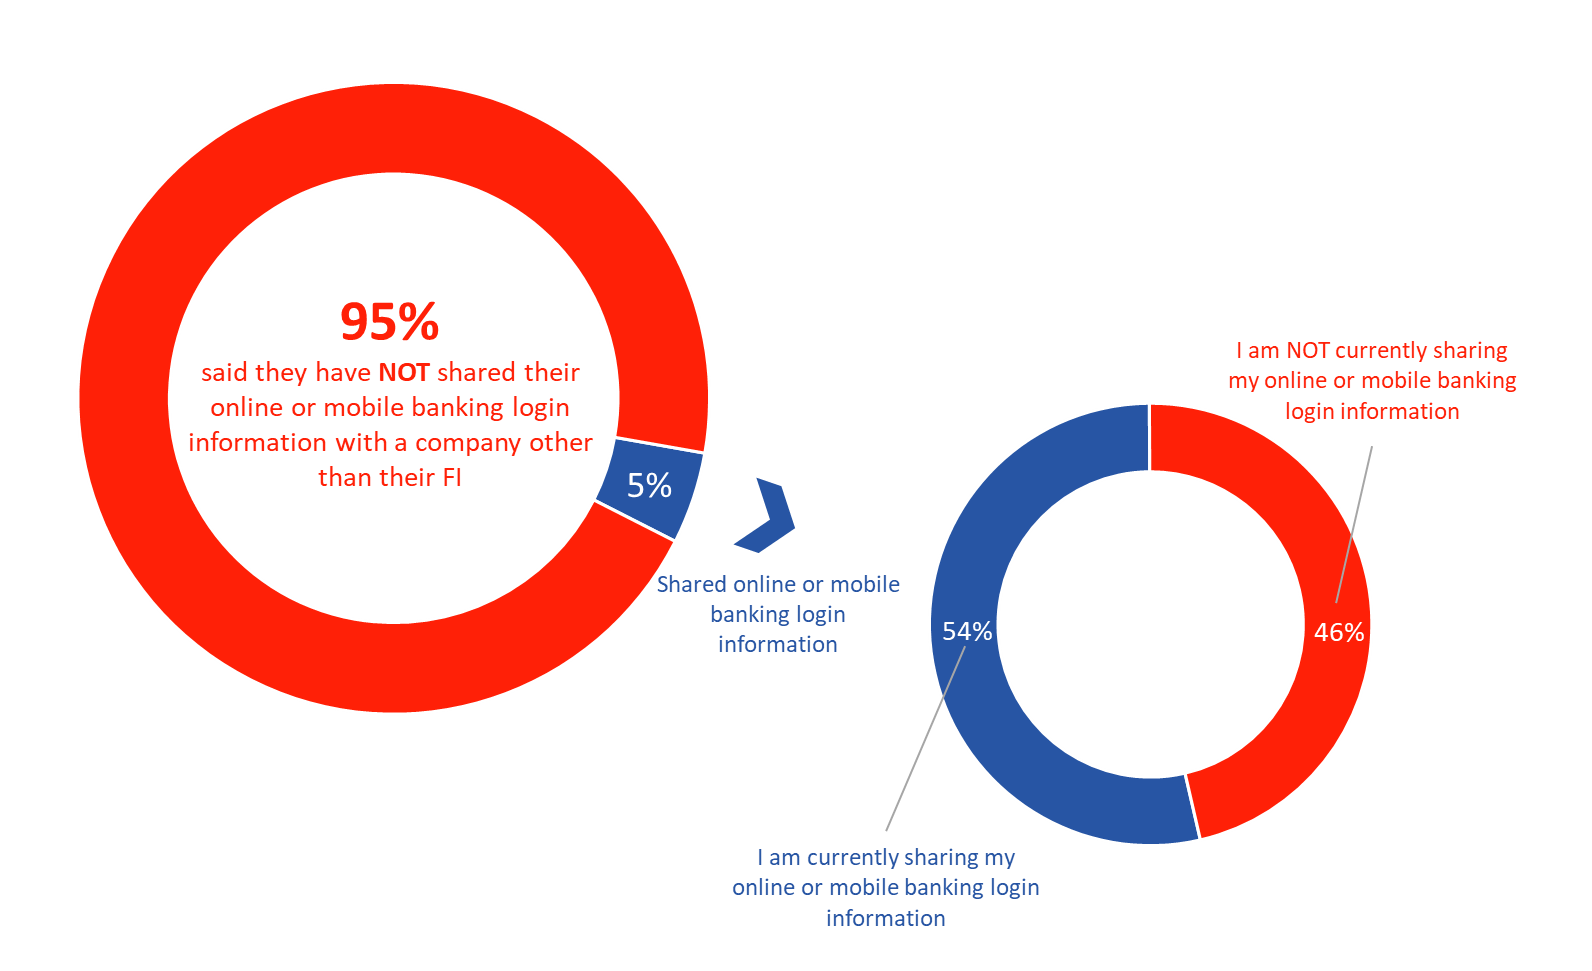 95%
said they have NOT shared their
online or mobile banking login
information with a company other
than their FI
5%
Shared online or mobile
banking login
information
I am NOT currently sharing
my online or mobile banking
login information
54%
46%
I am currently sharing my
online or mobile banking login
information